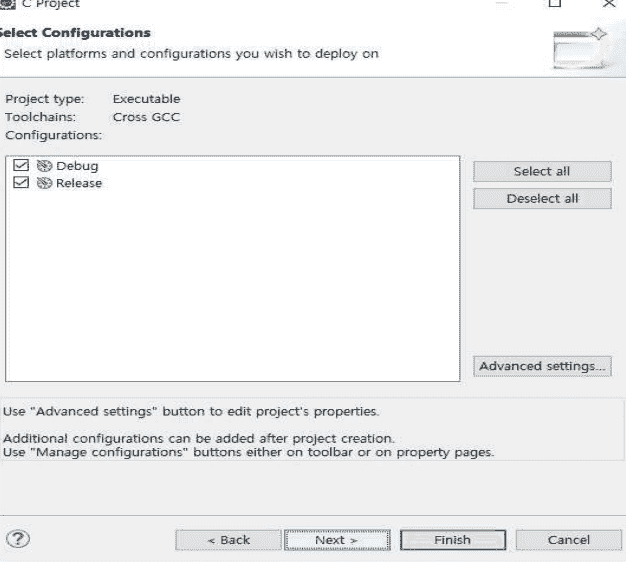 C Project
Select Configurations
Select platforms and configurations you wish to deploy on
Project type: Executable
Toolchains: Cross GCC
Configurations:
Debug
Release
Select all
Deselect all
Advanced settings...
Use "Advanced settings" button to edit project's properties.
Additional configurations can be added after project creation.
Use "Manage configurations" buttons either on toolbar or on property pages.
?
< Back
Next >
Finish
Cancel